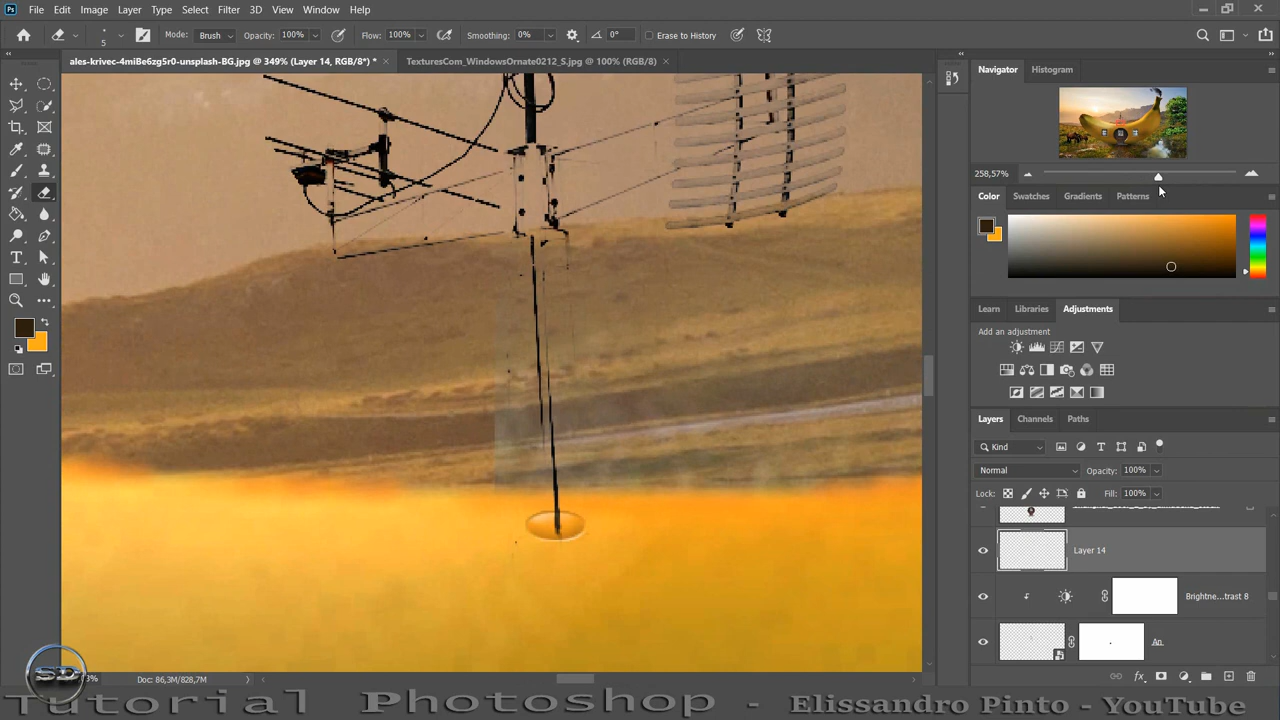 Ps File Edit Image Layer Type Select Filter 3D View Window Help
5 Mode: Brush Opacity: 100% Flow: 100% Smoothing: 0% 0° Erase to History
ales-krivec-4miBe6zg5r0-unsplash-BG.jpg @ 349% (Layer 14, RGB/8*) * TexturesCom_WindowsOrnate0212_S.jpg @ 100% (RGB/8)
Navigator Histogram
258,57%
Color Swatches Gradients Patterns
Learn Libraries Adjustments
Add an adjustment
Layers Channels Paths
Kind
Normal Opacity: 100%
Lock: Fill: 100%
Layer 14
Brightne...trast 8
An
Doc: 86,3M/828,7M
SD
Tutorial Photoshop - Elissandro Pinto - YouTube